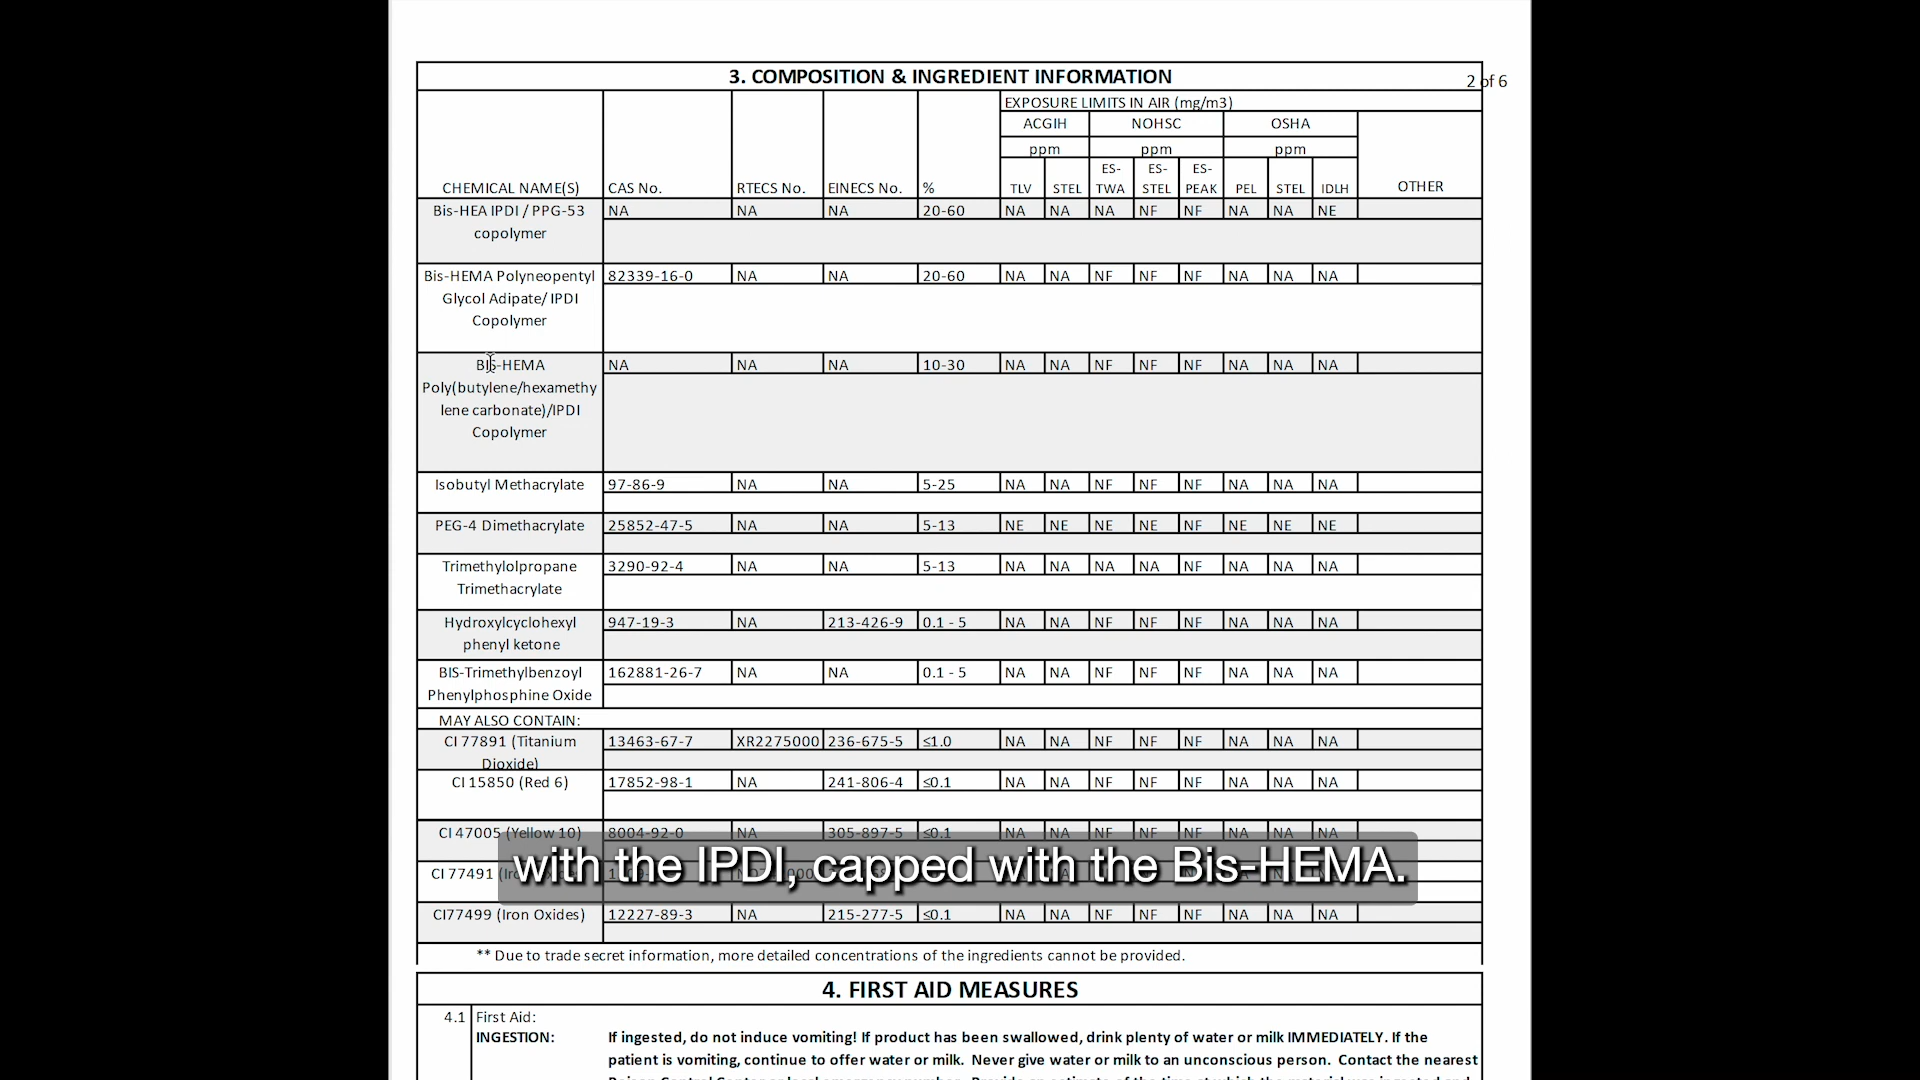 3. COMPOSITION & INGREDIENT INFORMATION
2 of 6
EXPOSURE LIMITS IN AIR (mg/m3)
ACGIH NOHSC OSHA
ppm ppm ppm
ES- ES- ES-
CHEMICAL NAME(S) CAS No. RTECS No. EINECS No. % TLV STEL TWA STEL PEAK PEL STEL IDLH OTHER
Bis-HEA IPDI / PPG-53 NA NA NA 20-60 NA NA NA NF NF NA NA NE
copolymer
Bis-HEMA Polyneopentyl 82339-16-0 NA NA 20-60 NA NA NF NF NF NA NA NA
Glycol Adipate/ IPDI
Copolymer
BIS-HEMA NA NA NA 10-30 NA NA NF NF NF NA NA NA
Poly(butylene/hexamethy
lene carbonate)/IPDI
Copolymer
Isobutyl Methacrylate 97-86-9 NA NA 5-25 NA NA NF NF NF NA NA NA
PEG-4 Dimethacrylate 25852-47-5 NA NA 5-13 NE NE NE NE NF NE NE NE
Trimethylolpropane 3290-92-4 NA NA 5-13 NA NA NA NA NF NA NA NA
Trimethacrylate
Hydroxylcyclohexyl 947-19-3 NA 213-426-9 0.1 - 5 NA NA NF NF NF NA NA NA
phenyl ketone
BIS-Trimethylbenzoyl 162881-26-7 NA NA 0.1 - 5 NA NA NF NF NF NA NA NA
Phenylphosphine Oxide
MAY ALSO CONTAIN:
CI 77891 (Titanium 13463-67-7 XR2275000 236-675-5 ≤1.0 NA NA NF NF NF NA NA NA
Dioxide)
CI 15850 (Red 6) 17852-98-1 NA 241-806-4 ≤0.1 NA NA NF NF NF NA NA NA
CI 47005 (Yellow 10) 8004-92-0 NA 305-897-5 ≤0.1 NA NA NF NF NF NA NA NA
with the IPDI, capped with the Bis-HEMA.
CI 77491
CI77499 (Iron Oxides) 12227-89-3 NA 215-277-5 ≤0.1 NA NA NF NF NF NA NA NA
** Due to trade secret information, more detailed concentrations of the ingredients cannot be provided.
4. FIRST AID MEASURES
4.1 First Aid:
INGESTION: If ingested, do not induce vomiting! If product has been swallowed, drink plenty of water or milk IMMEDIATELY. If the
patient is vomiting, continue to offer water or milk. Never give water or milk to an unconscious person. Contact the nearest